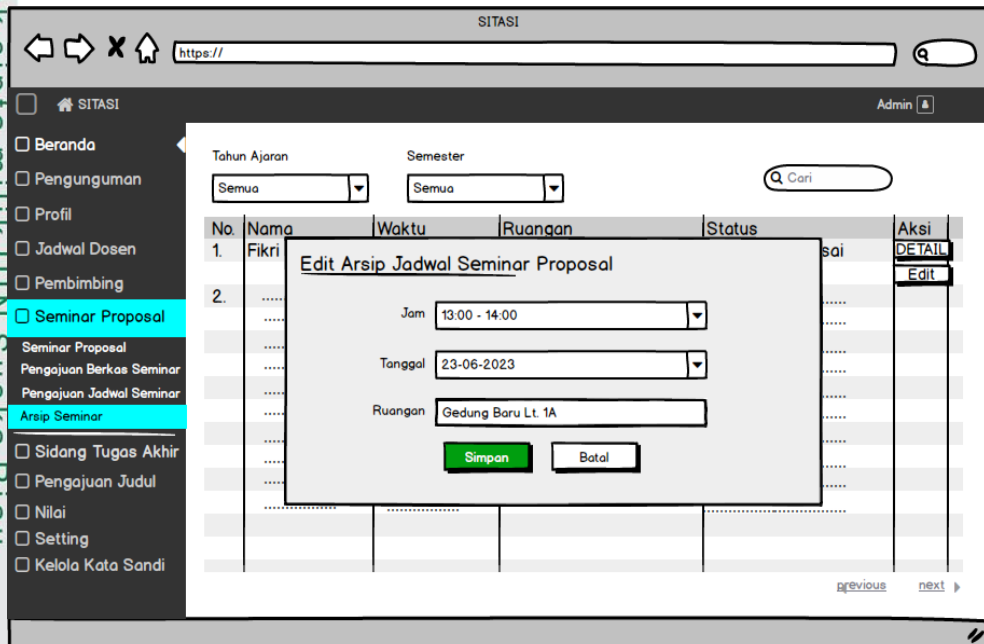 SITASI
https://
SITASI
Admin
Beranda
Pengunguman
Profil
Jadwal Dosen
Pembimbing
Seminar Proposal
Seminar Proposal
Pengajuan Berkas Seminar
Pengajuan Jadwal Seminar
Arsip Seminar
Sidang Tugas Akhir
Pengajuan Judul
Nilai
Setting
Kelola Kata Sandi
Tahun Ajaran Semester
Semua Semua Cari
No. Nama Waktu Ruangan Status Aksi
1. Fikri sai DETAIL
Edit
2.
Edit Arsip Jadwal Seminar Proposal
Jam 13:00 - 14:00
Tanggal 23-06-2023
Ruangan Gedung Baru Lt. 1A
Simpan Batal
previous next